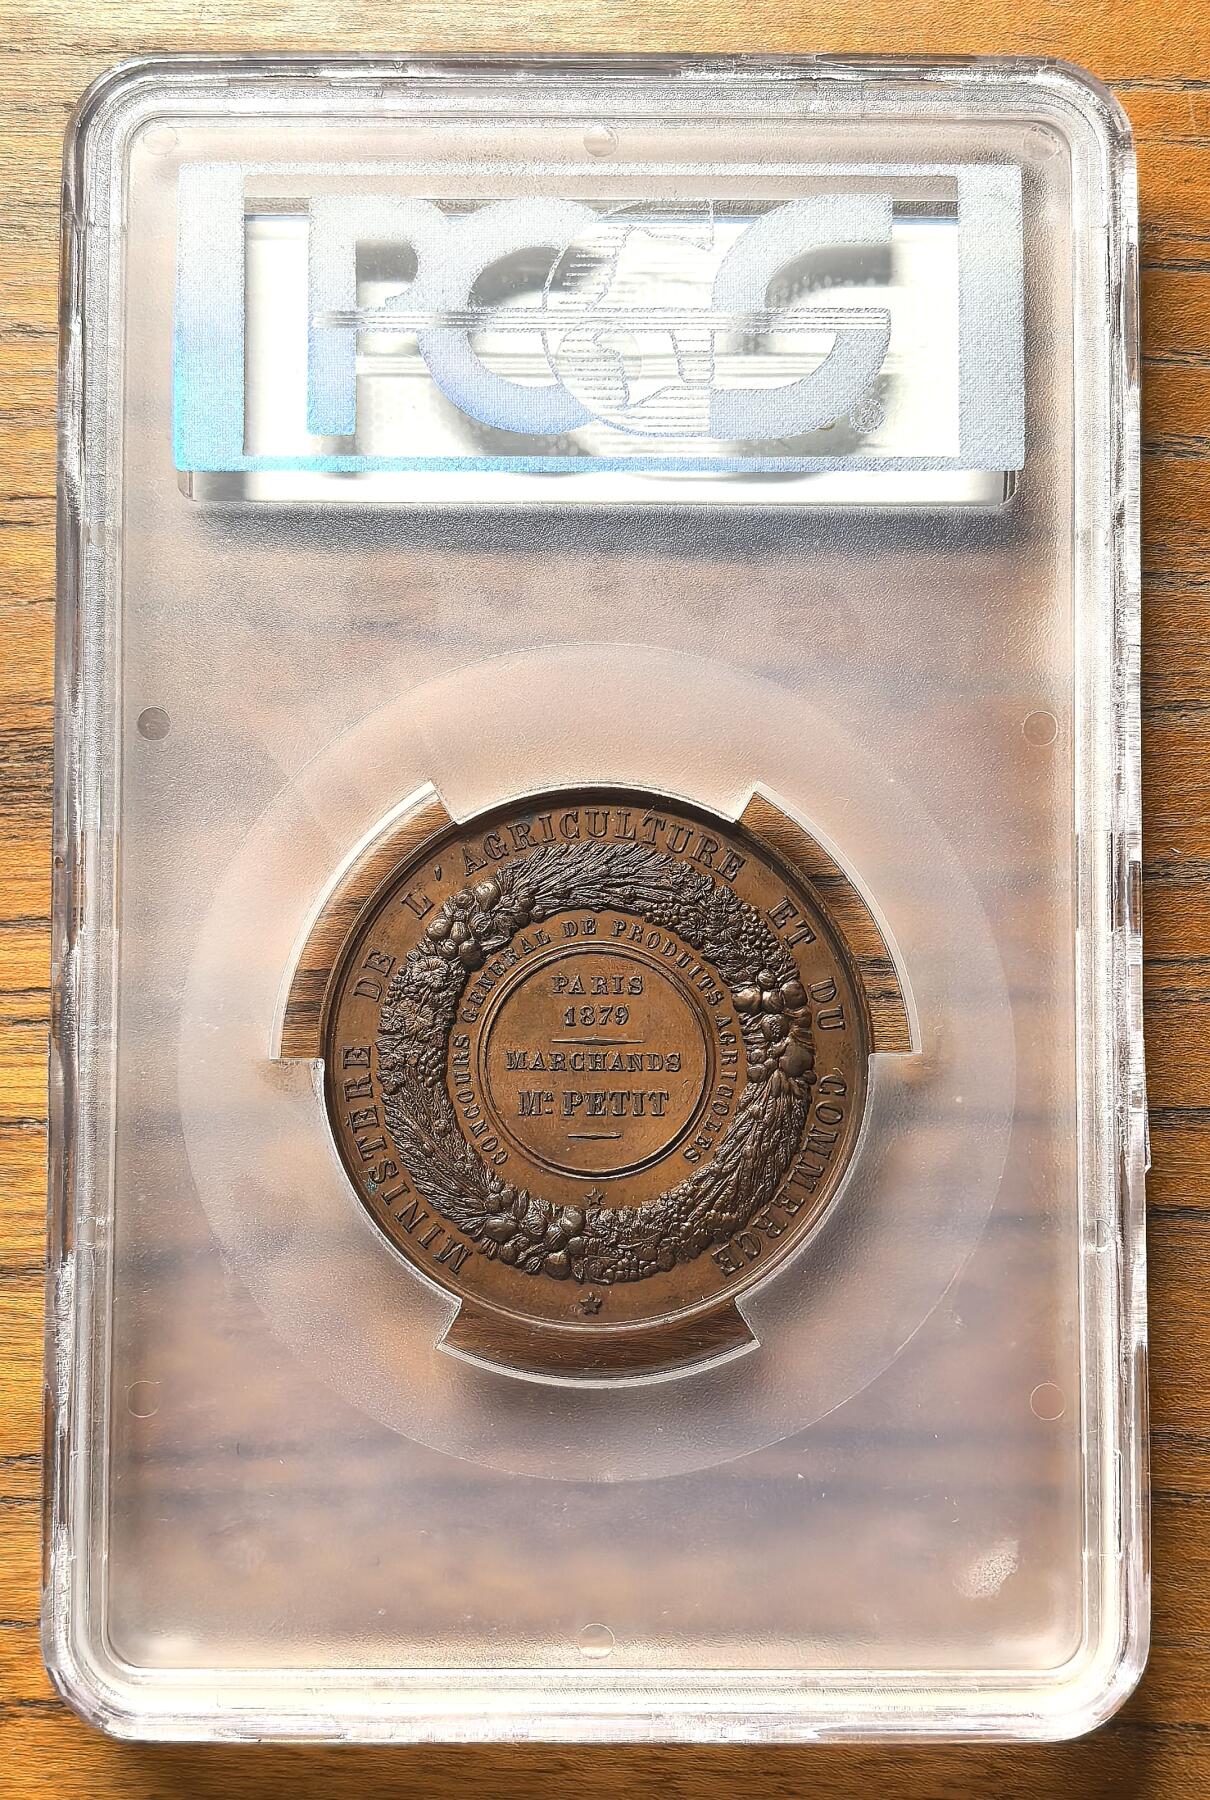 PCGS
MINISTÈRE DE L'AGRICULTURE ET DU COMMERCE
CONCOURS GÉNÉRAL DE PRODUITS AGRICOLES
PARIS
1879
MARCHANDS
MR PETIT